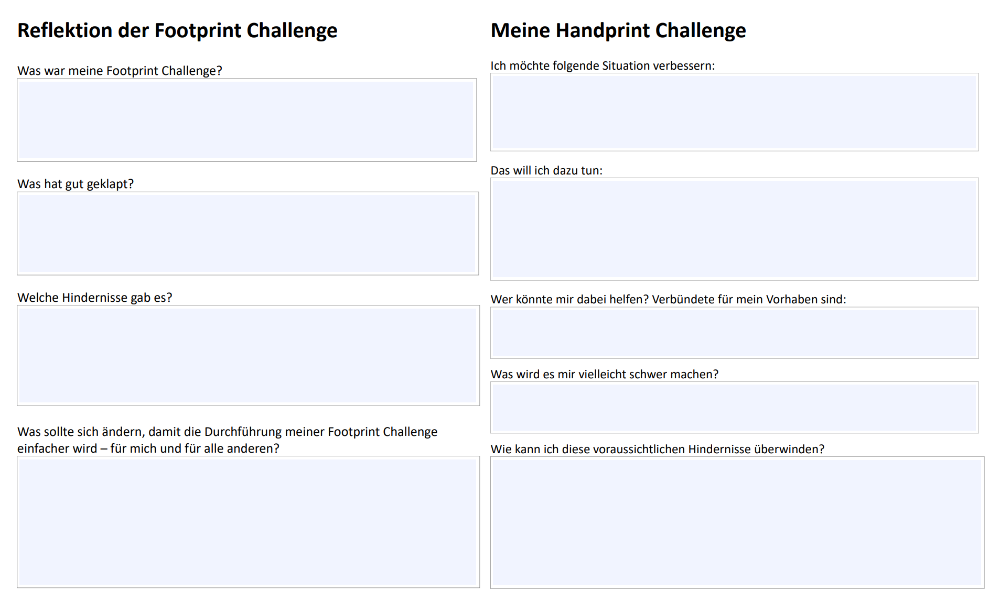 Reflektion der Footprint Challenge
Was war meine Footprint Challenge?
Was hat gut geklapt?
Welche Hindernisse gab es?
Was sollte sich ändern, damit die Durchführung meiner Footprint Challenge
einfacher wird – für mich und für alle anderen?
Meine Handprint Challenge
Ich möchte folgende Situation verbessern:
Das will ich dazu tun:
Wer könnte mir dabei helfen? Verbündete für mein Vorhaben sind:
Was wird es mir vielleicht schwer machen?
Wie kann ich diese voraussichtlichen Hindernisse überwinden?